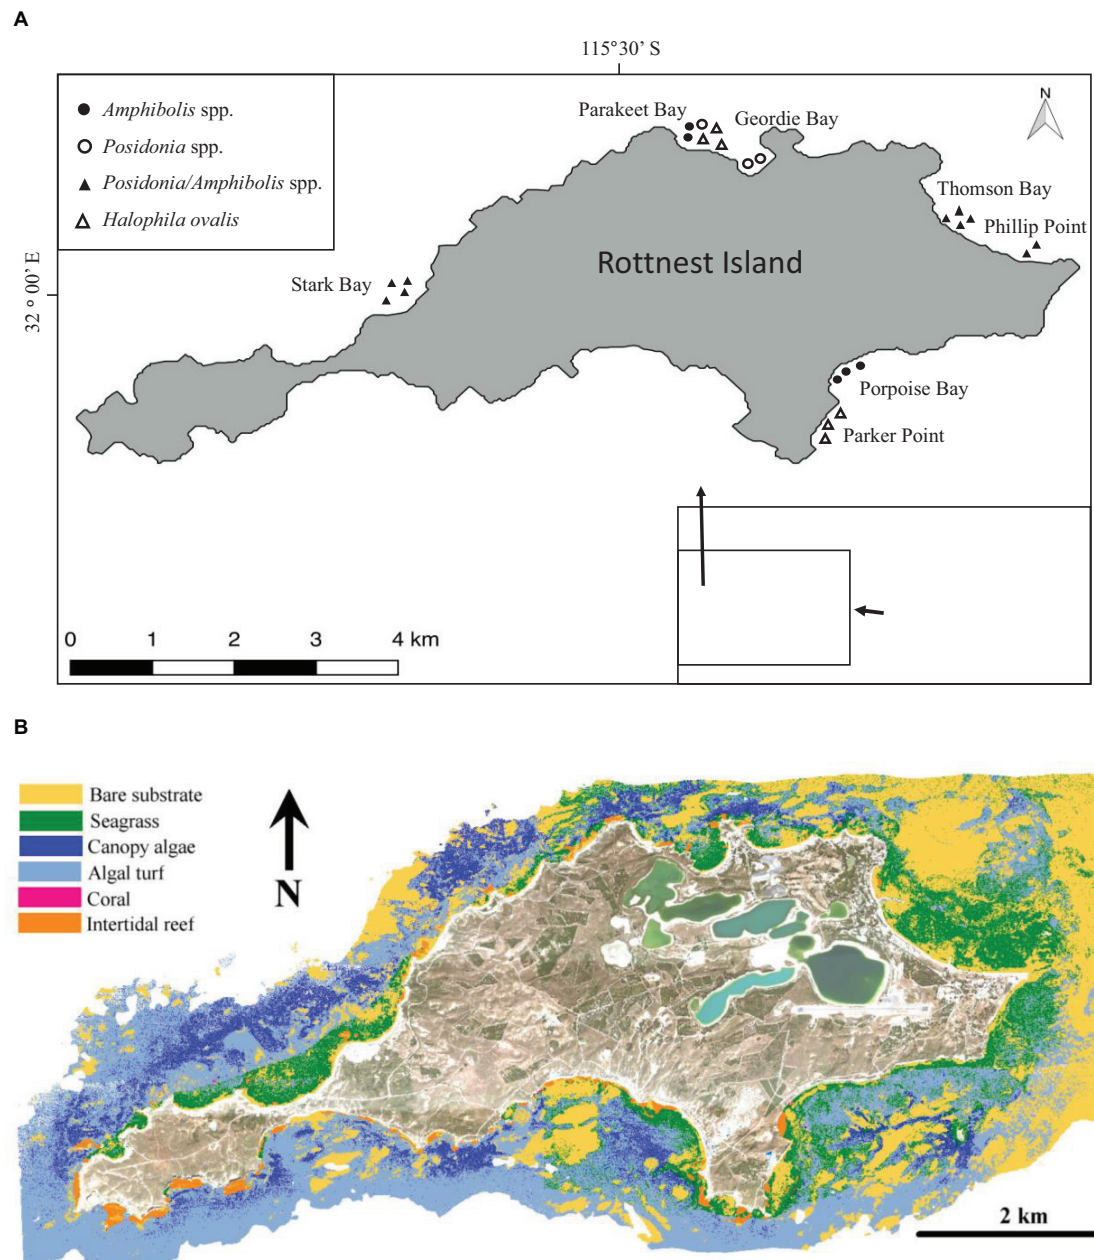 A
115°30’ S
Amphibolis spp.
Posidonia spp.
Posidonia/Amphibolis spp.
Halophila ovalis
Parakeet Bay
Geordie Bay
N
Thomson Bay
Phillip Point
Rottnest Island
Stark Bay
32 º 00’ E
Porpoise Bay
Parker Point
0 1 2 3 4 km
B
Bare substrate
Seagrass
Canopy algae
Algal turf
Coral
Intertidal reef
N
2 km